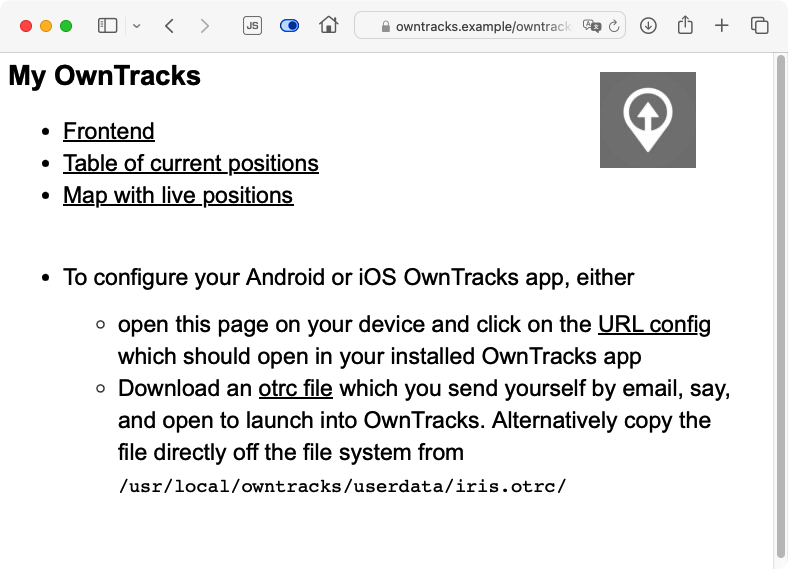 JS
owntracks.example/owntrack
My OwnTracks
Frontend
Table of current positions
Map with live positions
To configure your Android or iOS OwnTracks app, either
open this page on your device and click on the URL config
which should open in your installed OwnTracks app
Download an otrc file which you send yourself by email, say,
and open to launch into OwnTracks. Alternatively copy the
file directly off the file system from
/usr/local/owntracks/userdata/iris.otrc/